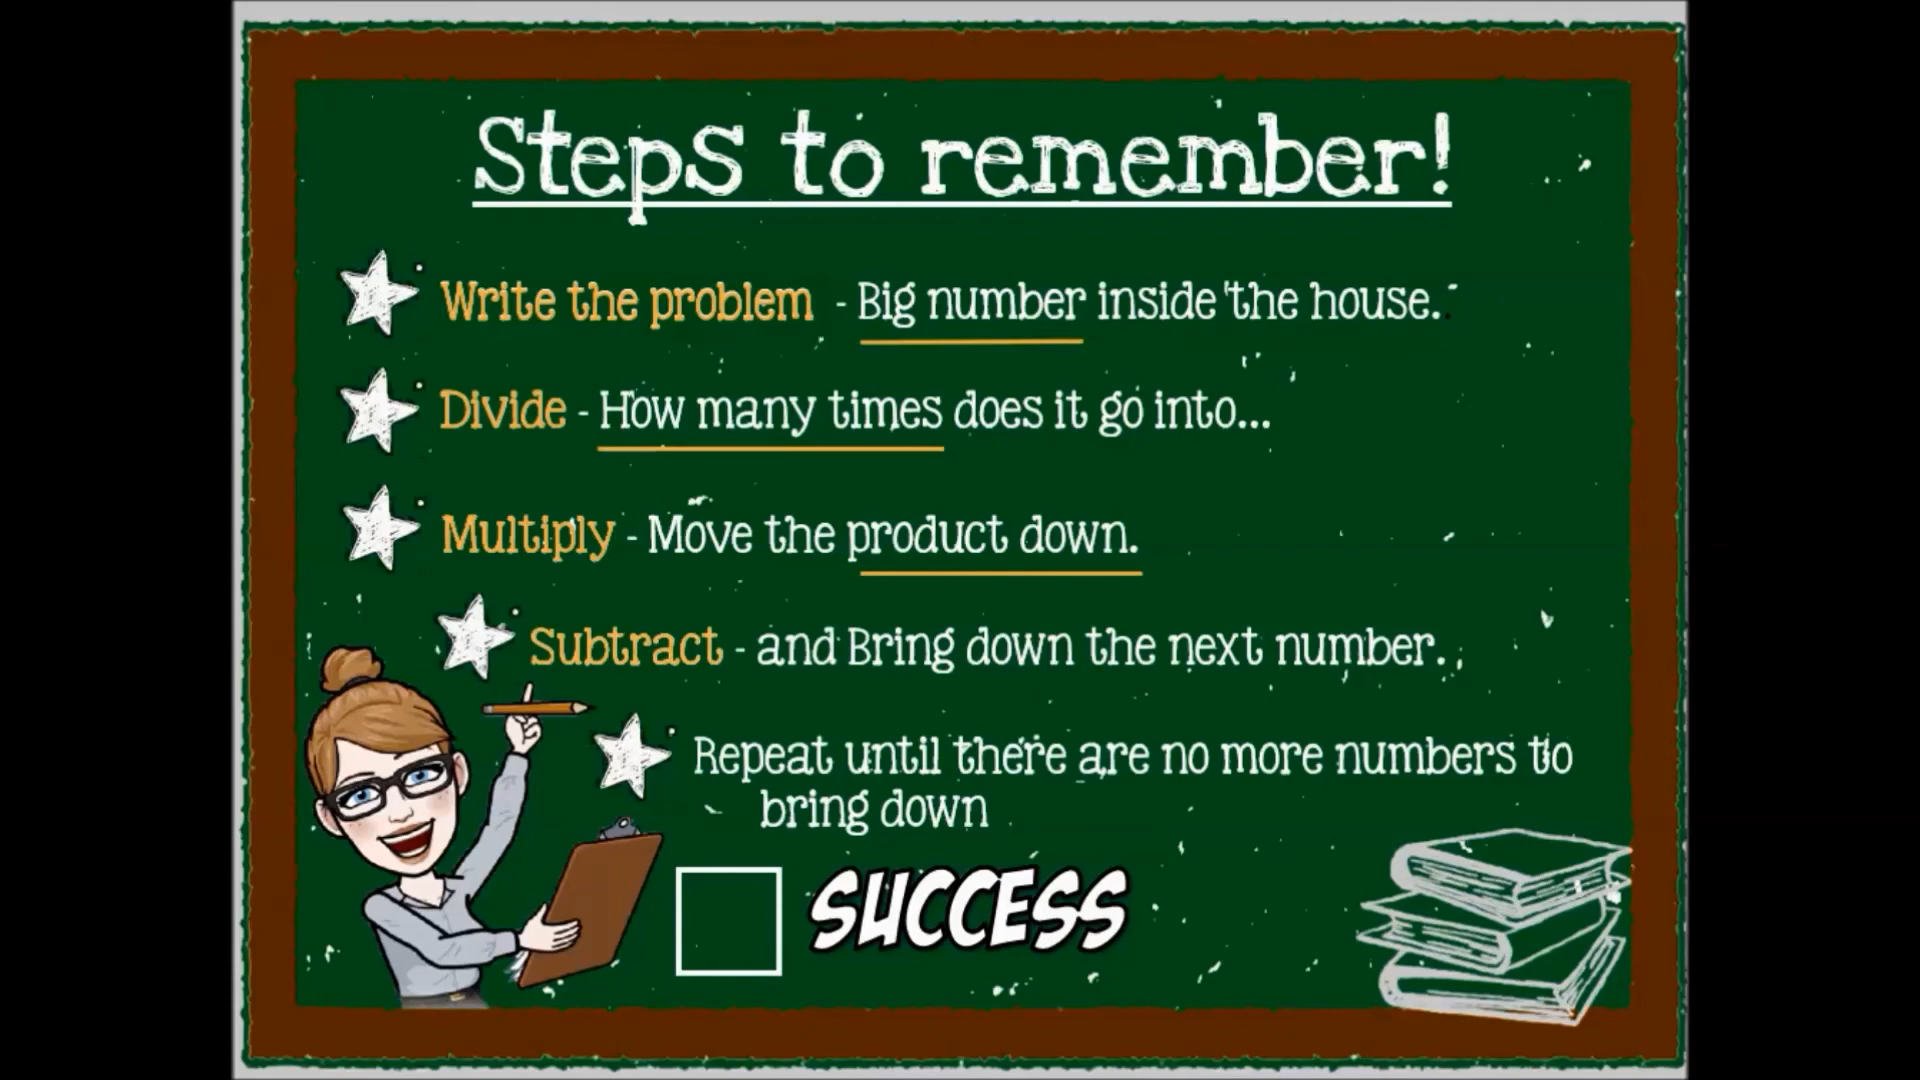 Steps to remember!
Write the problem - Big number inside the house.
Divide - How many times does it go into...
Multiply - Move the product down.
Subtract - and Bring down the next number.
Repeat until there are no more numbers to
bring down
SUCCESS